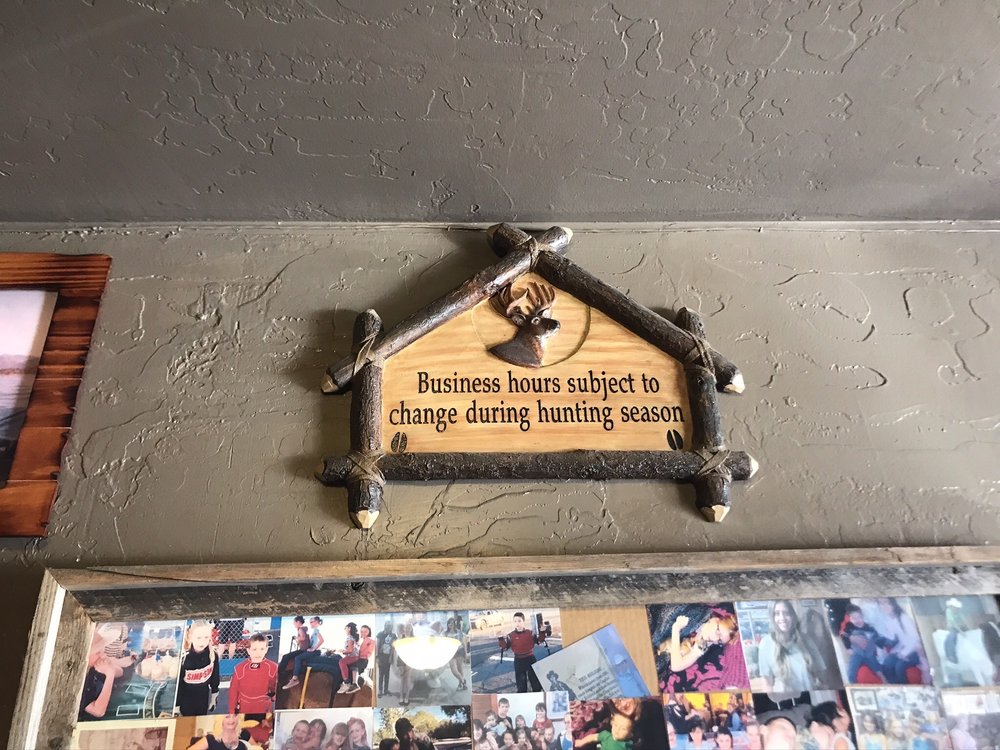 Business hours subject to
change during hunting season